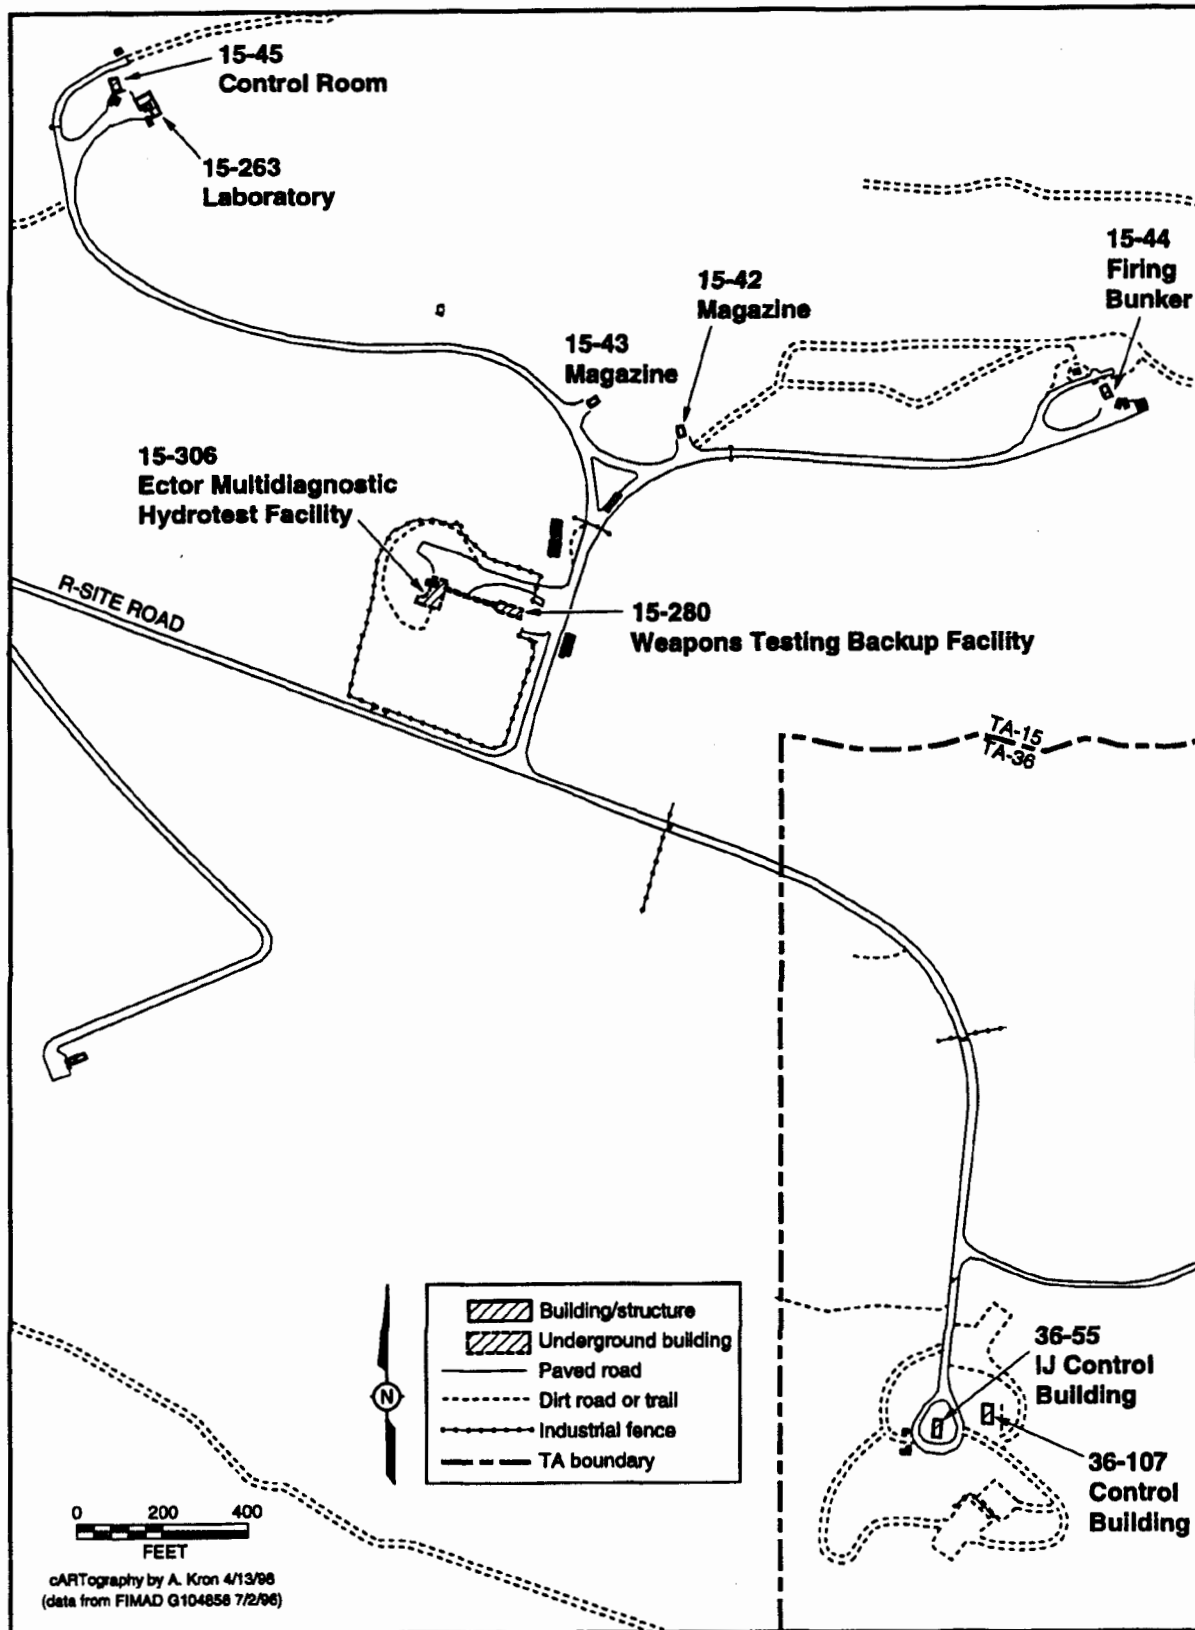 15-45
Control Room
15-263
Laboratory
15-44
Firing
Bunker
15-42
Magazine
15-43
Magazine
15-306
Ector Multidiagnostic
Hydrotest Facility
R-SITE ROAD
15-280
Weapons Testing Backup Facility
TA-15
TA-36
Building/structure
Underground building
Paved road
Dirt road or trail
Industrial fence
TA boundary
N
36-55
IJ Control
Building
36-107
Control
Building
0 200 400
FEET
cARTography by A. Kron 4/13/98
(data from FIMAD G104858 7/2/96)